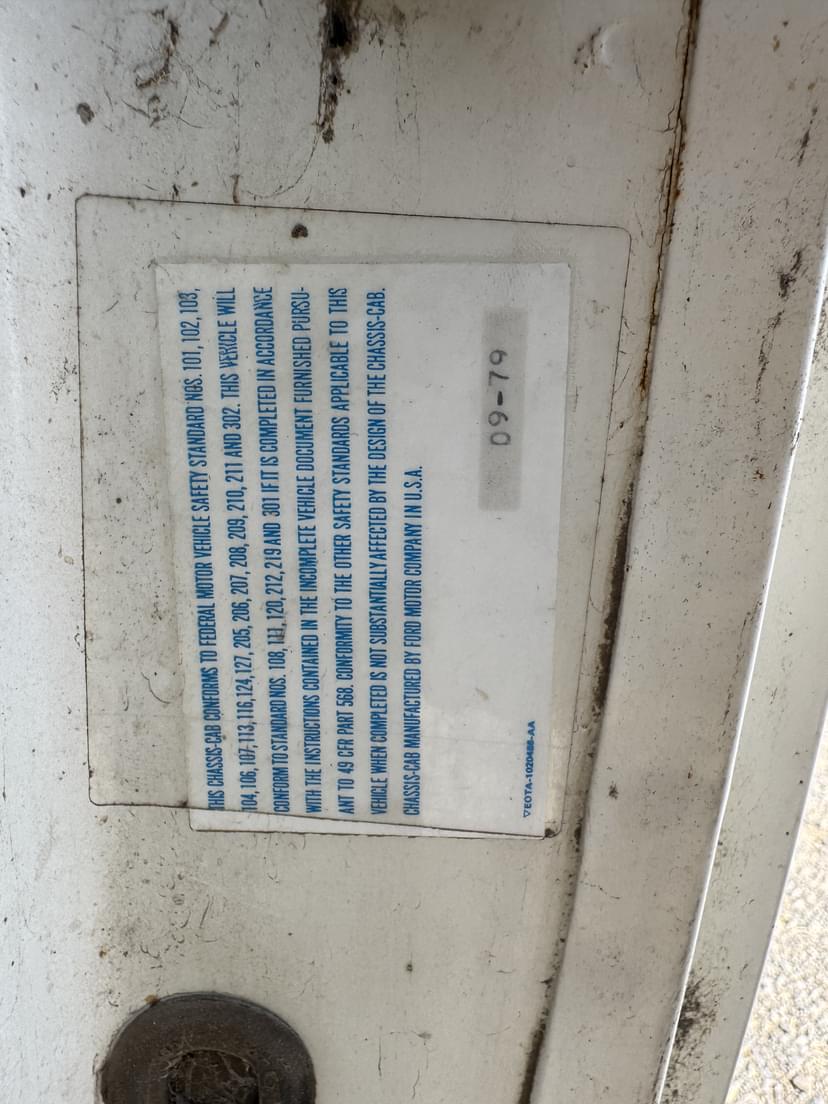 THIS CHASSIS-CAB CONFORMS TO FEDERAL MOTOR VEHICLE SAFETY STANDARD NOS. 101, 102, 103,
104, 106, 107, 113, 116, 124, 127, 205, 206, 207, 208, 209, 210, 211 AND 302. THIS VEHICLE WILL
CONFORM TO STANDARD NOS. 108, 111, 120, 212, 219 AND 301 IF IT IS COMPLETED IN ACCORDANCE
WITH THE INSTRUCTIONS CONTAINED IN THE INCOMPLETE VEHICLE DOCUMENT FURNISHED PURSU-
ANT TO 49 CFR PART 568. CONFORMITY TO THE OTHER SAFETY STANDARDS APPLICABLE TO THIS
VEHICLE WHEN COMPLETED IS NOT SUBSTANTIALLY AFFECTED BY THE DESIGN OF THE CHASSIS-CAB.
CHASSIS-CAB MANUFACTURED BY FORD MOTOR COMPANY IN U.S.A.
09-79
▽EOTA-1020488-AA